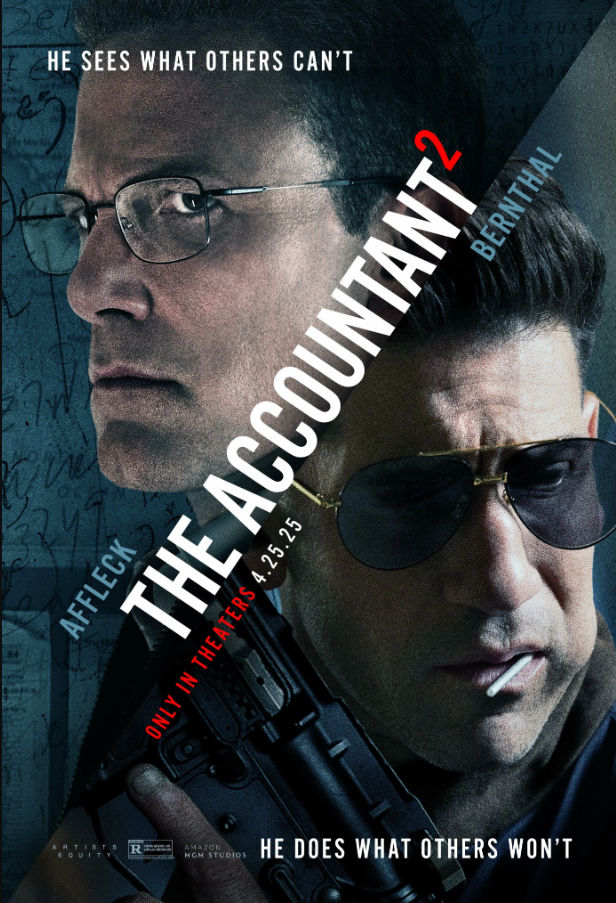 HE SEES WHAT OTHERS CAN'T
BERNTHAL
THE ACCOUNTANT²
AFFLECK
ONLY IN THEATERS 4.25.25
ARTISTS
EQUITY
R
AMAZON
MGM STUDIOS
HE DOES WHAT OTHERS WON'T